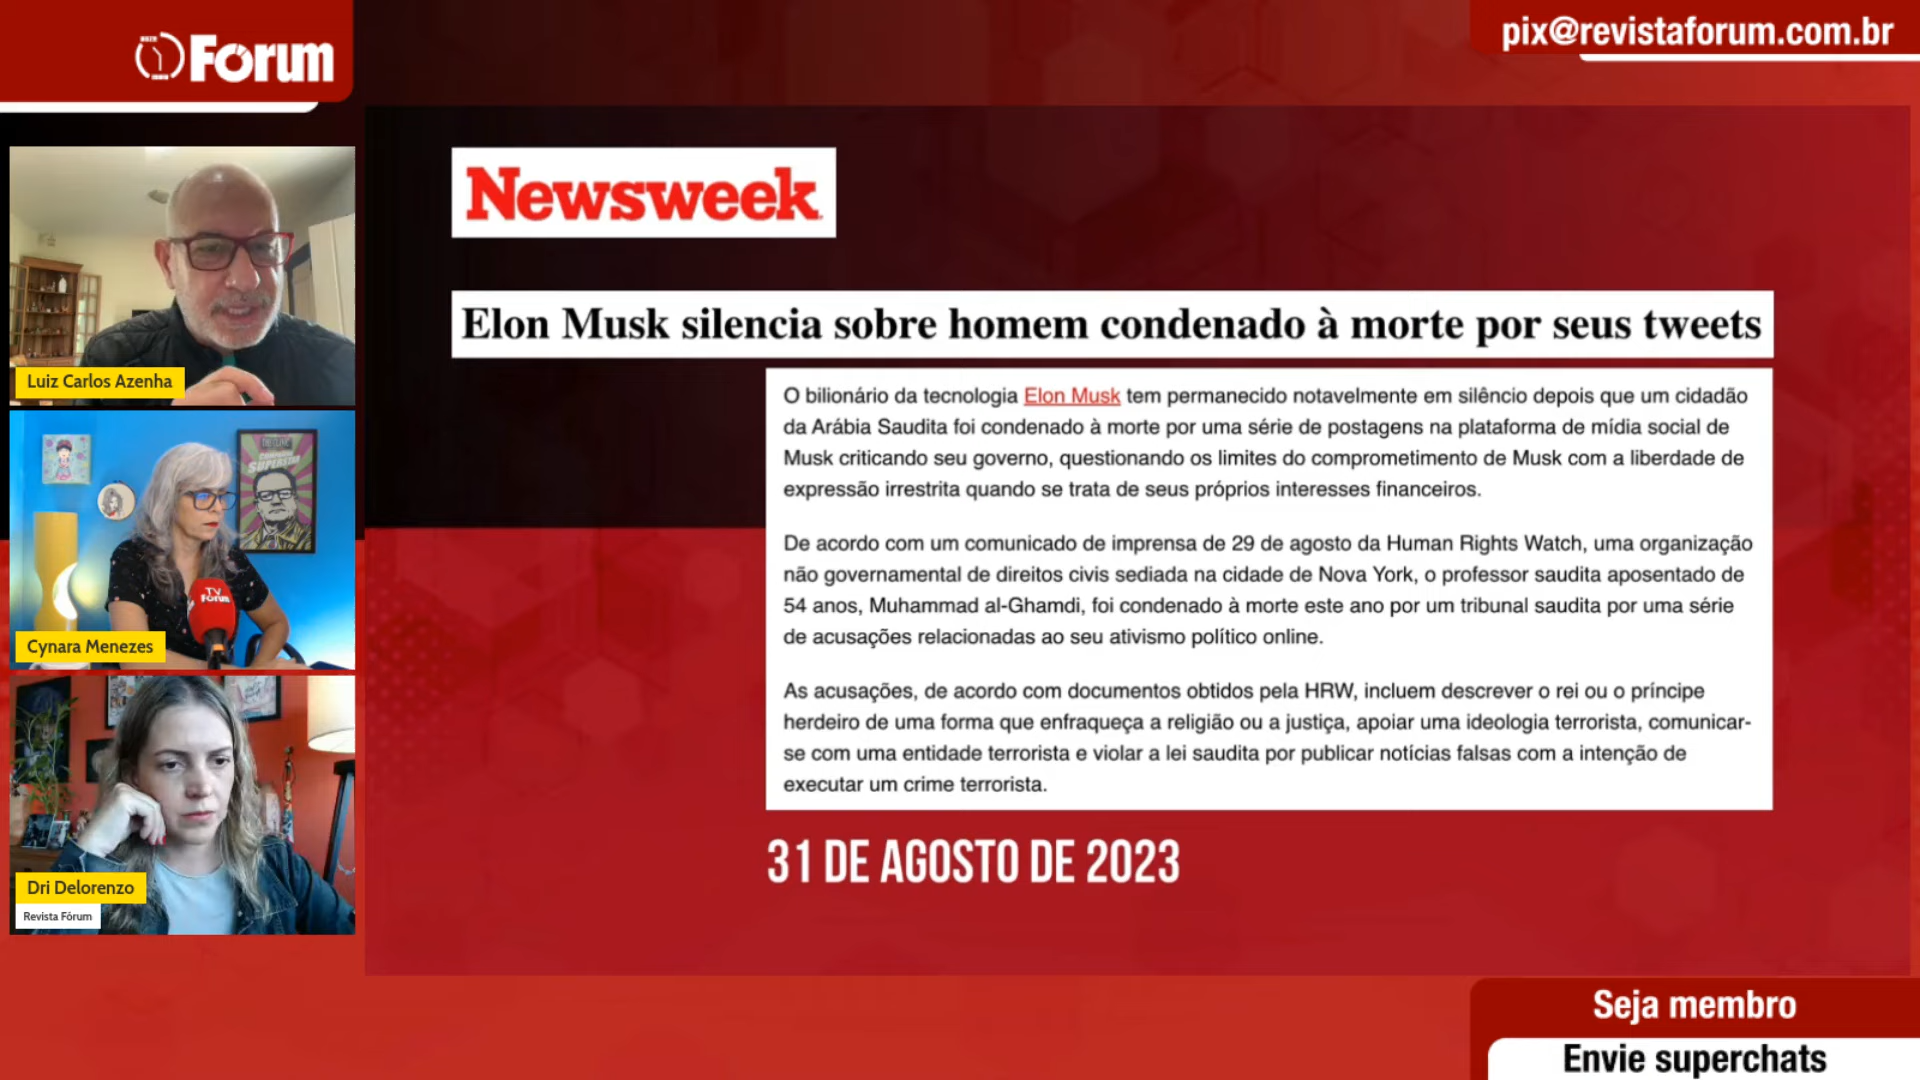 Forum
pix@revistaforum.com.br
Newsweek
Elon Musk silencia sobre homem condenado à morte por seus tweets
O bilionário da tecnologia Elon Musk tem permanecido notavelmente em silêncio depois que um cidadão
da Arábia Saudita foi condenado à morte por uma série de postagens na plataforma de mídia social de
Musk criticando seu governo, questionando os limites do comprometimento de Musk com a liberdade de
expressão irrestrita quando se trata de seus próprios interesses financeiros.
De acordo com um comunicado de imprensa de 29 de agosto da Human Rights Watch, uma organização
não governamental de direitos civis sediada na cidade de Nova York, o professor saudita aposentado de
54 anos, Muhammad al-Ghamdi, foi condenado à morte este ano por um tribunal saudita por uma série
de acusações relacionadas ao seu ativismo político online.
As acusações, de acordo com documentos obtidos pela HRW, incluem descrever o rei ou o príncipe
herdeiro de uma forma que enfraqueça a religião ou a justiça, apoiar uma ideologia terrorista, comunicar-
se com uma entidade terrorista e violar a lei saudita por publicar notícias falsas com a intenção de
executar um crime terrorista.
31 DE AGOSTO DE 2023
Luiz Carlos Azenha
SUPERSTAR
TV
Forum
Cynara Menezes
Dri Delorenzo
Revista Fórum
Seja membro
Envie superchats